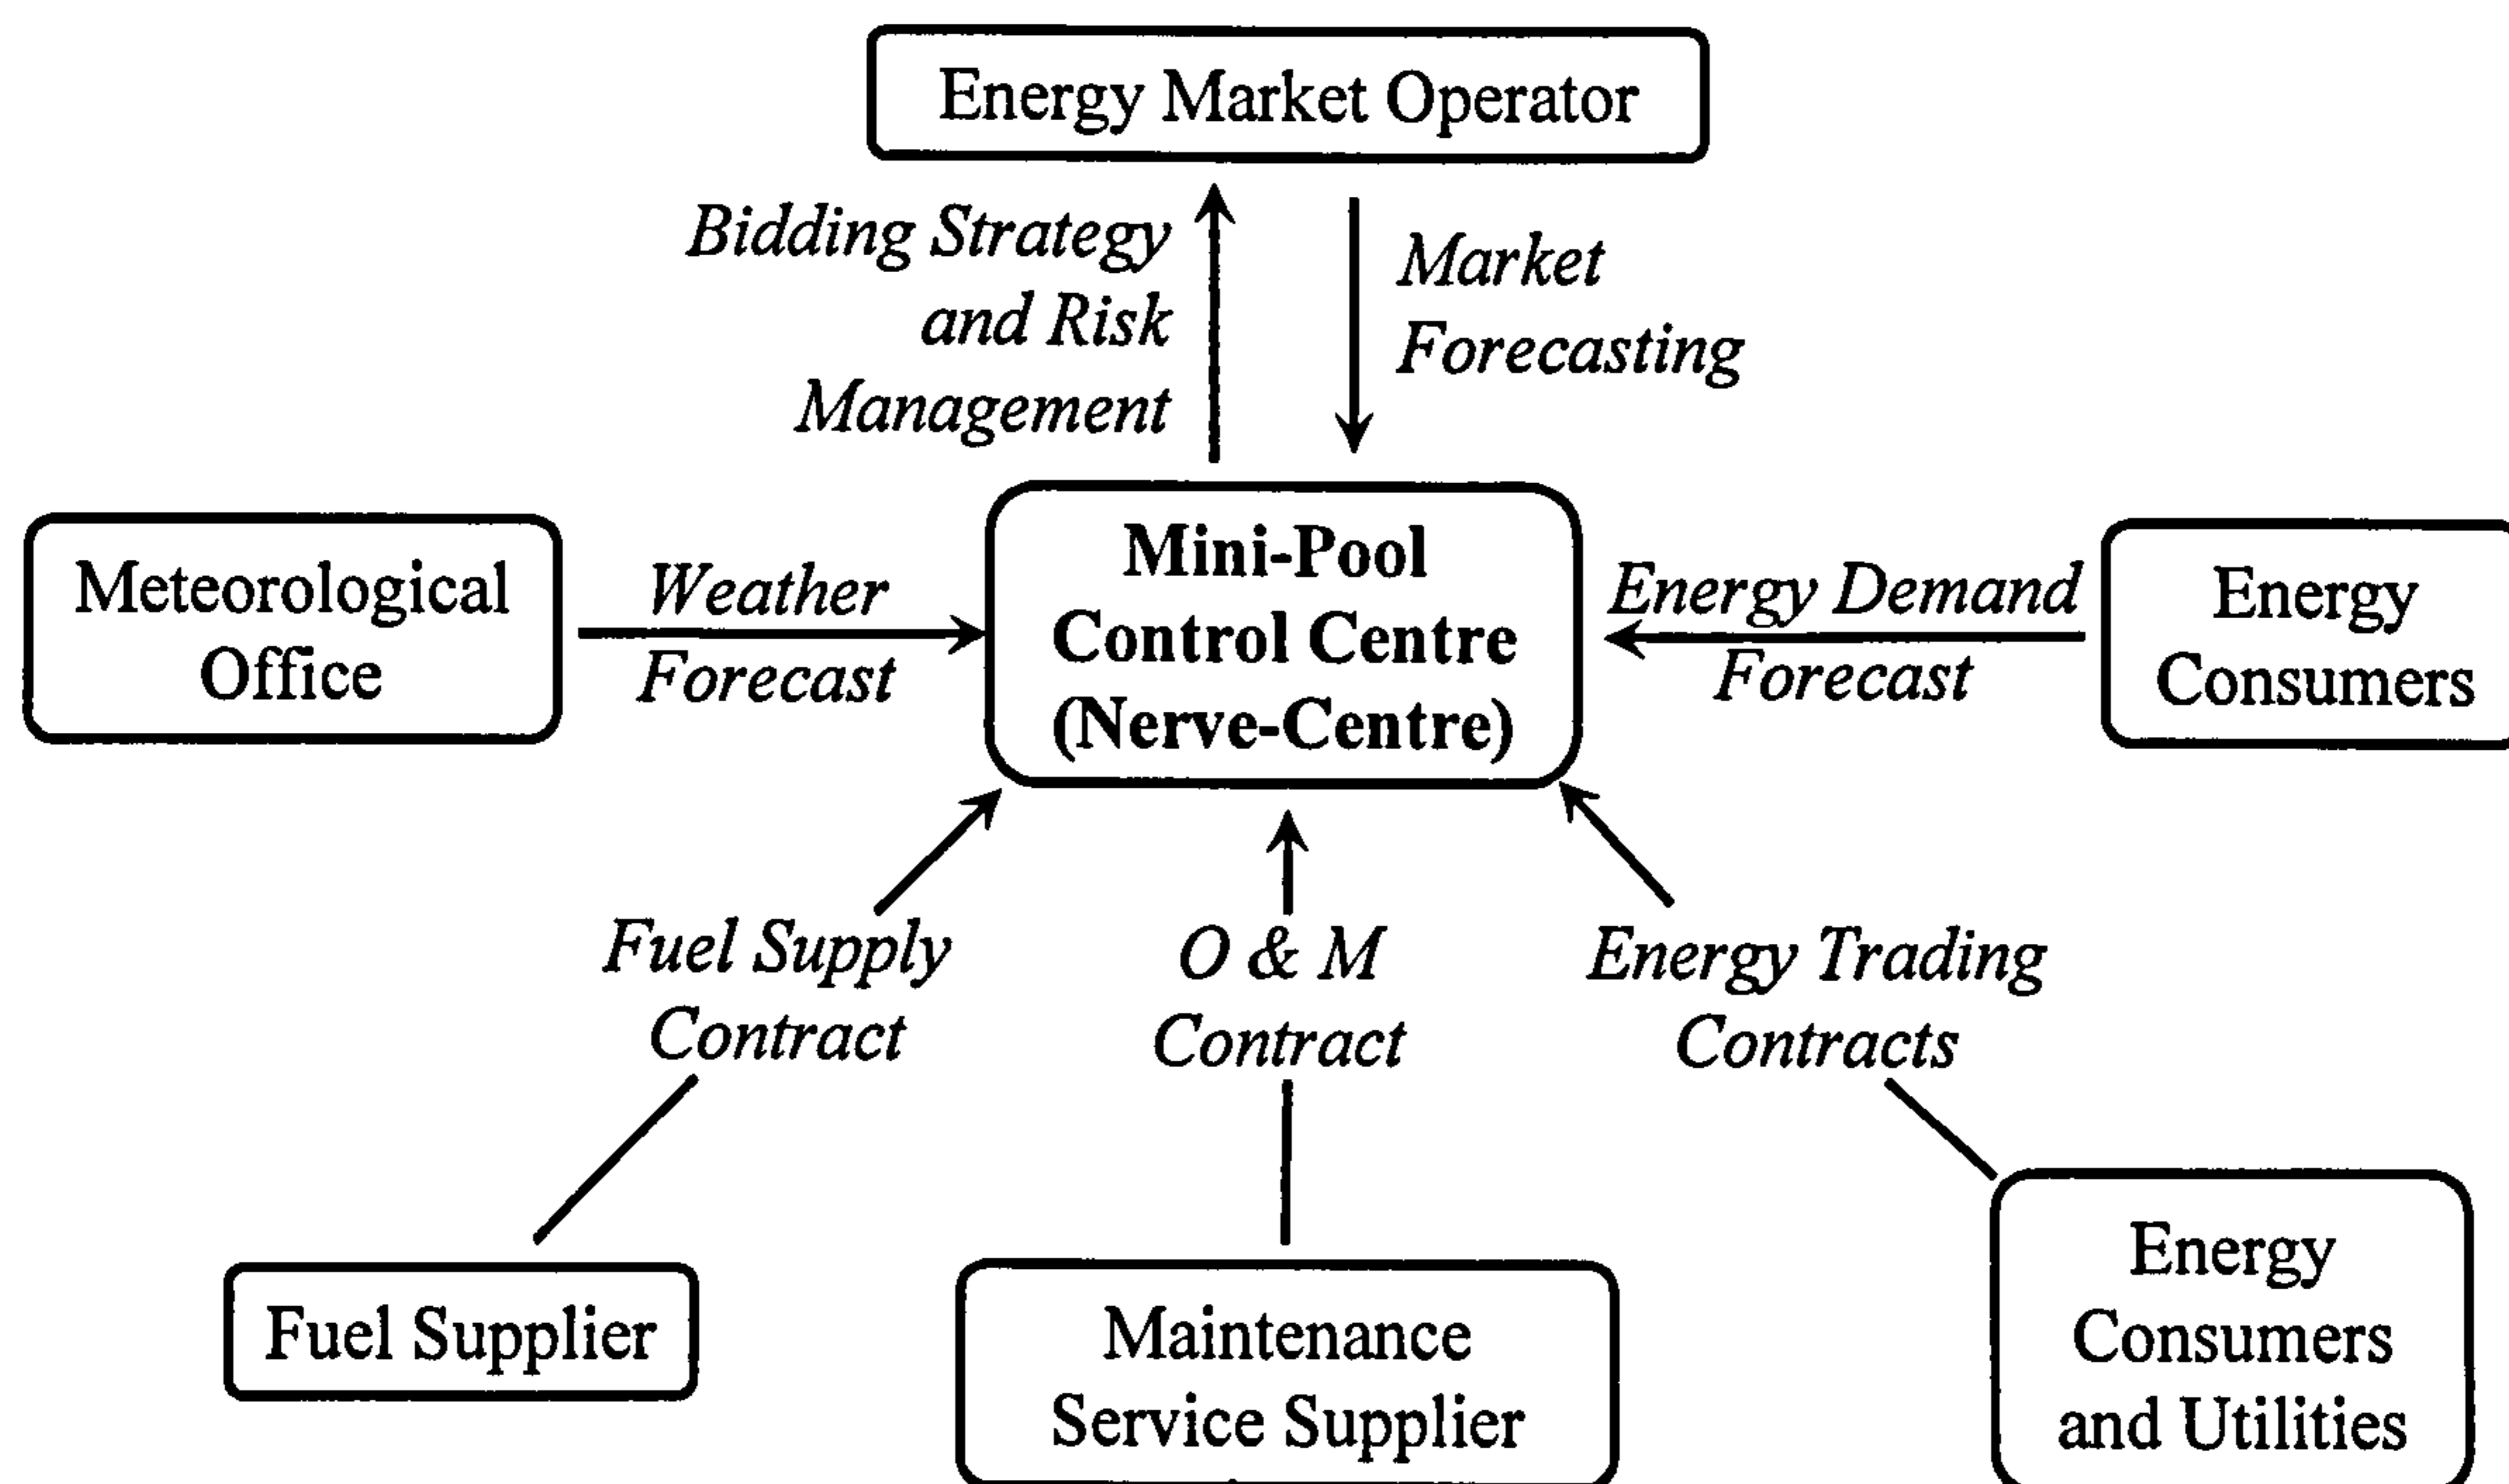 Energy Market Operator
Bidding Strategy
and Risk
Management
Market
Forecasting
Meteorological
Office
Weather
Forecast
Mini-Pool
Control Centre
(Nerve-Centre)
Energy Demand
Forecast
Energy
Consumers
Fuel Supply
Contract
O & M
Contract
Energy Trading
Contracts
Fuel Supplier
Maintenance
Service Supplier
Energy
Consumers
and Utilities